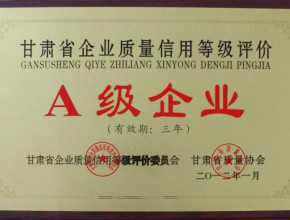 甘肃省企业质量信用等级评价
GANSUSHENG QIYE ZHILIANG XINYONG DENGJI PINGJIA
A级企业
(有效期：三年)
甘肃省企业质量信用等级评价委员会 甘肃省质量协会
二〇一二年一月